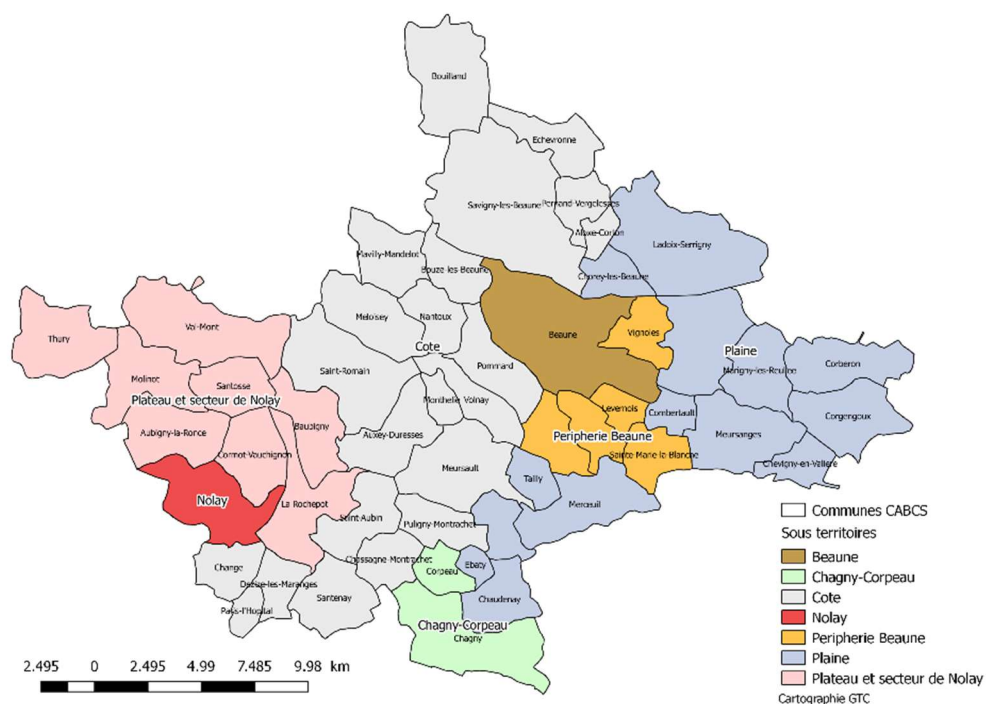 Bouilland
Echevronne
Savigny-les-Beaune
Pernand-Vergelesses
Aloxe-Corton
Ladoix-Serrigny
Mavilly-Mandelot
Bouze-les-Beaune
Chorey-les-Beaune
Val-Mont
Thury
Meloisey
Nantoux
Beaune
Vignoles
Cote
Plaine
Saint-Romain
Pommard
Marigny-les-Reullee
Corberon
Molinot
Santosse
Plateau et secteur de Nolay
Monthelie
Volnay
Levernois
Combertault
Corgengoux
Baubigny
Aubigny-la-Ronce
Auxey-Duresses
Peripherie Beaune
Meursanges
Cormot-Vauchignon
Sainte Marie-la-Blanche
Chevigny-en-Valiere
Meursault
Tailly
Nolay
La Rochepot
Merceuil
Saint-Aubin
Puligny-Montrachet
Chassagne-Montrachet
Change
Corpeau
Ebaty
Dezize-les-Maranges
Santenay
Chaudenay
Paris-l'Hopital
Chagny-Corpeau
Chagny
Communes CABCS
Sous territoires
Beaune
Chagny-Corpeau
Cote
Nolay
Peripherie Beaune
Plaine
Plateau et secteur de Nolay
Cartographie GTC
2.495 0 2.495 4.99 7.485 9.98 km